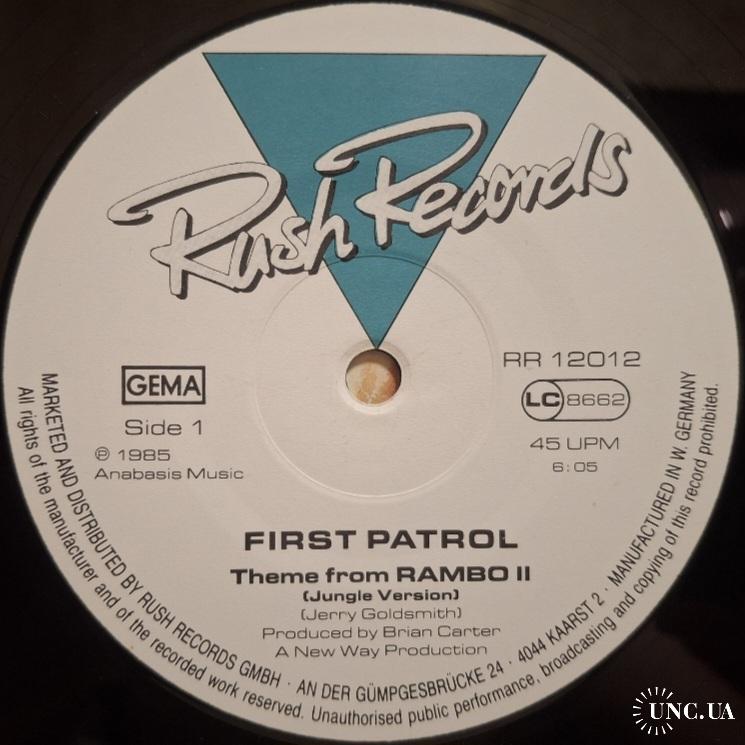 Rush Records
GEMA
Side 1
℗ 1985
Anabasis Music
RR 12012
LC 8662
45 UPM
6:05
FIRST PATROL
Theme from RAMBO II
(Jungle Version)
(Jerry Goldsmith)
Produced by Brian Carter
A New Way Production
MARKETED AND DISTRIBUTED BY RUSH RECORDS GMBH · AN DER GÜMPGESBRÜCKE 24 · 4044 KAARST 2 · MANUFACTURED IN W. GERMANY
All rights of the manufacturer and of the recorded work reserved. Unauthorised public performance, broadcasting and copying of this record prohibited.
UNC.UA